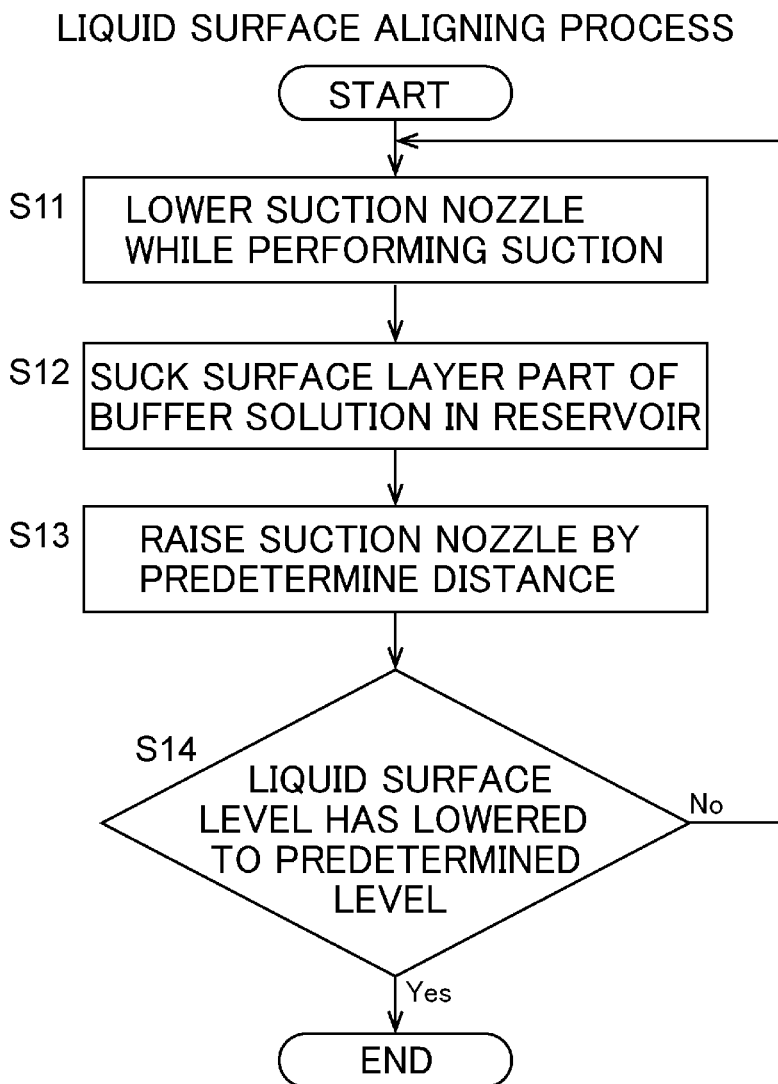 LIQUID SURFACE ALIGNING PROCESS
START
S11
LOWER SUCTION NOZZLE
WHILE PERFORMING SUCTION
S12
SUCK SURFACE LAYER PART OF
BUFFER SOLUTION IN RESERVOIR
S13
RAISE SUCTION NOZZLE BY
PREDETERMINE DISTANCE
S14
LIQUID SURFACE
LEVEL HAS LOWERED
TO PREDETERMINED
LEVEL
No
Yes
END